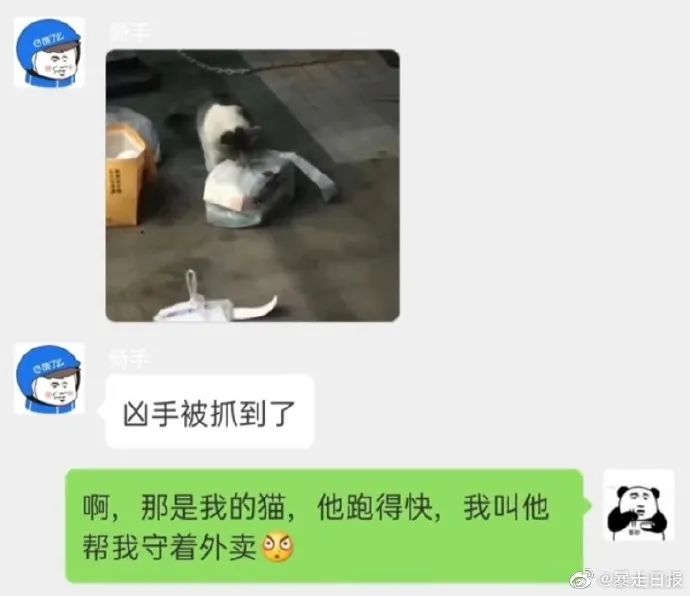 骑手
骑手
凶手被抓到了
啊，那是我的猫，他跑得快，我叫他
帮我守着外卖
@暴走日报